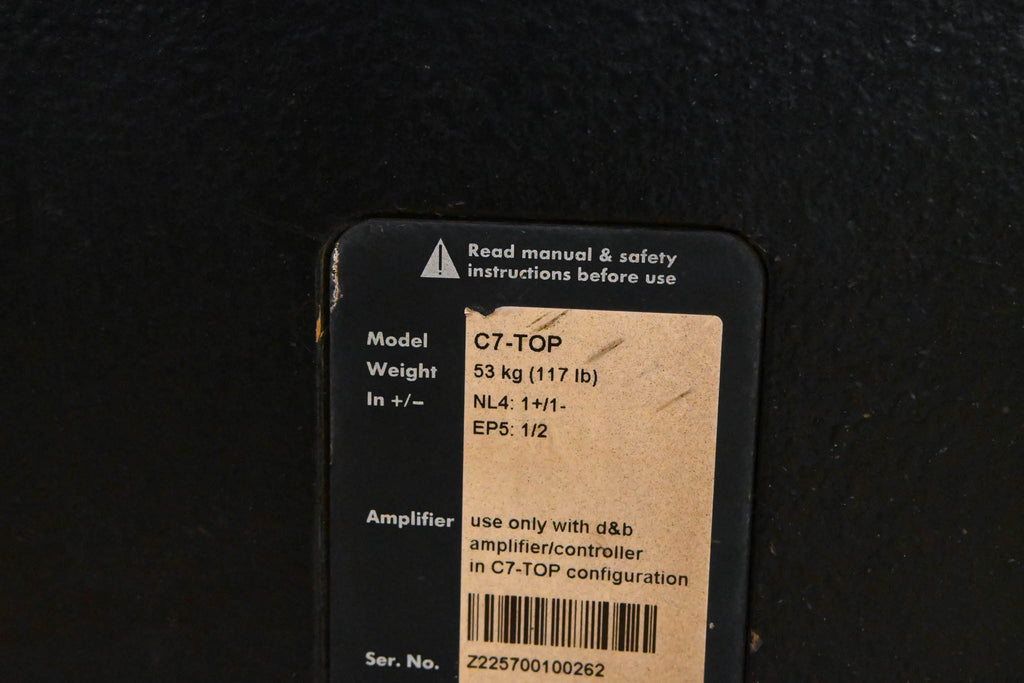 Read manual & safety
instructions before use
Model C7-TOP
Weight 53 kg (117 lb)
In +/– NL4: 1+/1-
EP5: 1/2
Amplifier use only with d&b
amplifier/controller
in C7-TOP configuration
Ser. No. Z225700100262